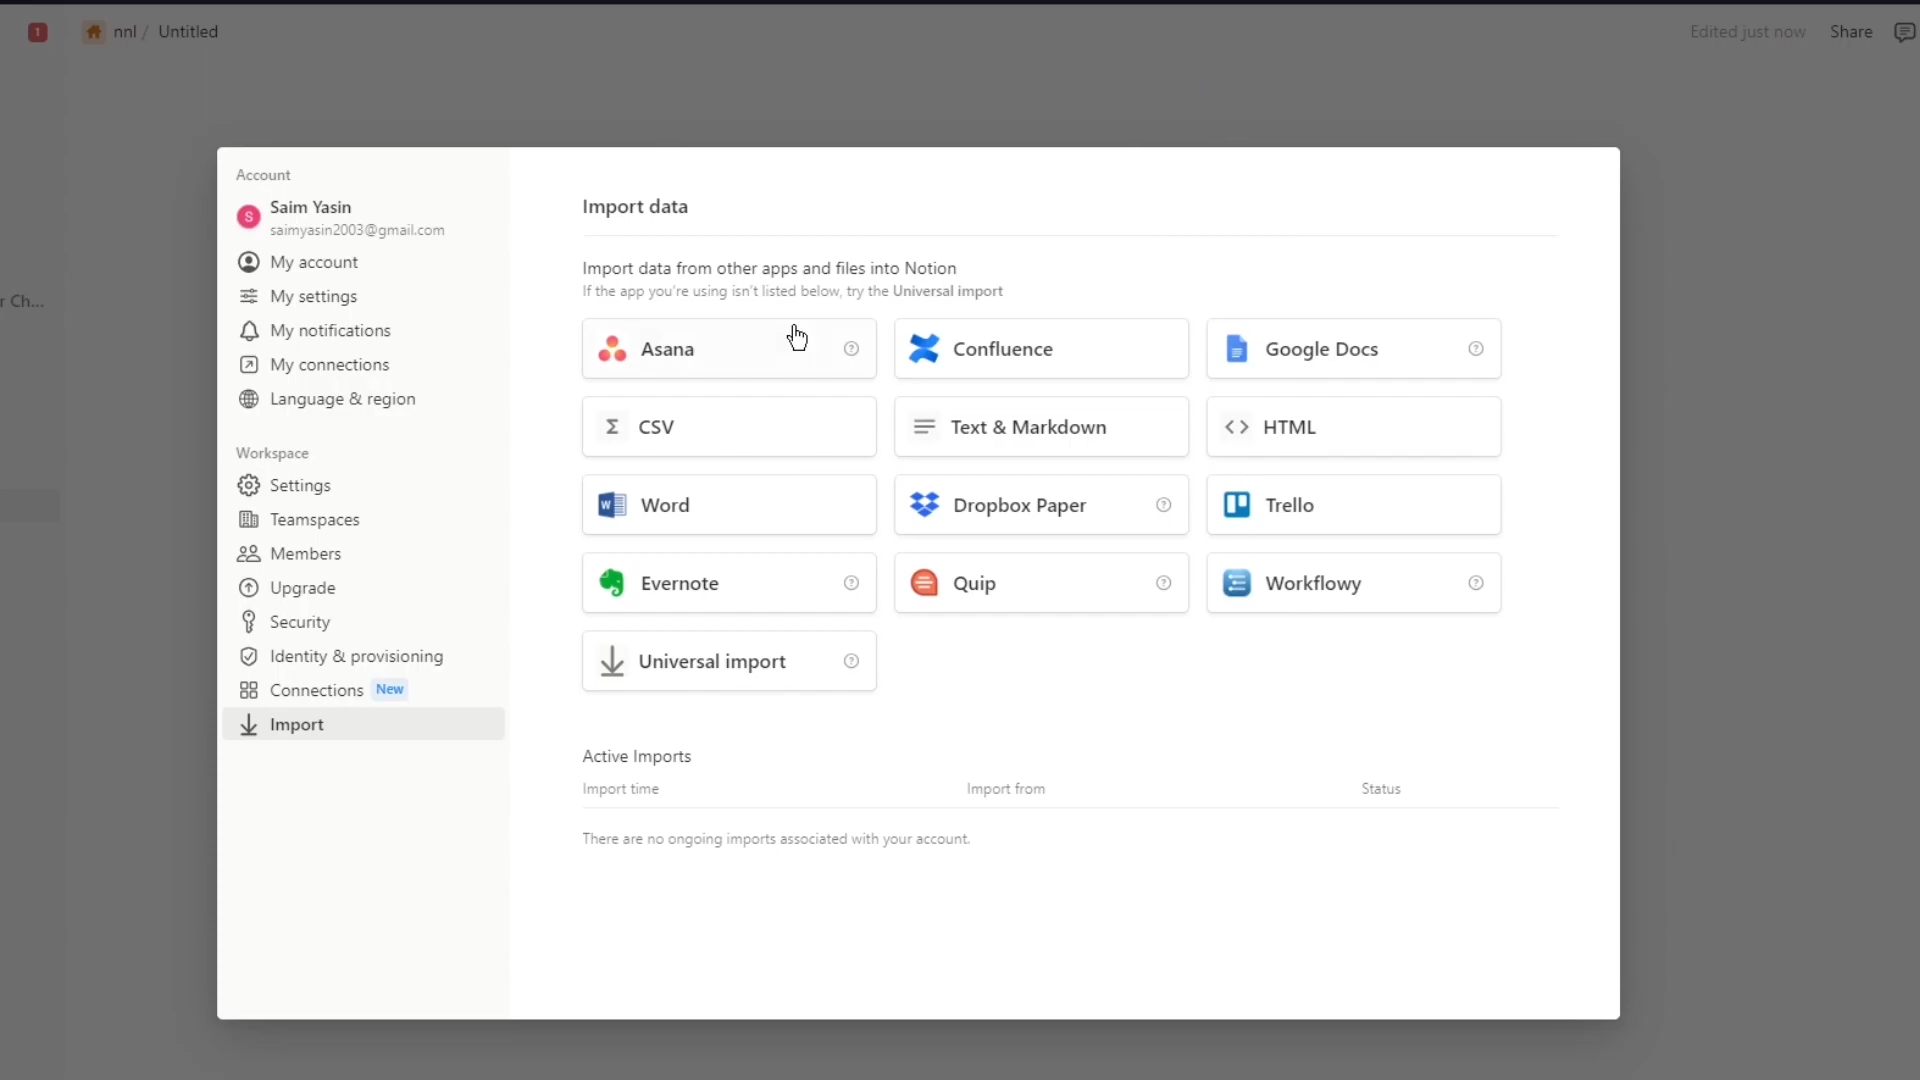 1
nnl / Untitled
Edited just now
Share
r Ch...
Account
S
Saim Yasin
saimyasin2003@gmail.com
My account
My settings
My notifications
My connections
Language & region
Workspace
Settings
Teamspaces
Members
Upgrade
Security
Identity & provisioning
Connections New
Import
Import data
Import data from other apps and files into Notion
If the app you're using isn't listed below, try the Universal import
Asana
Confluence
Google Docs
CSV
Text & Markdown
HTML
W Word
Dropbox Paper
Trello
Evernote
Quip
Workflowy
Universal import
Active Imports
Import time Import from Status
There are no ongoing imports associated with your account.